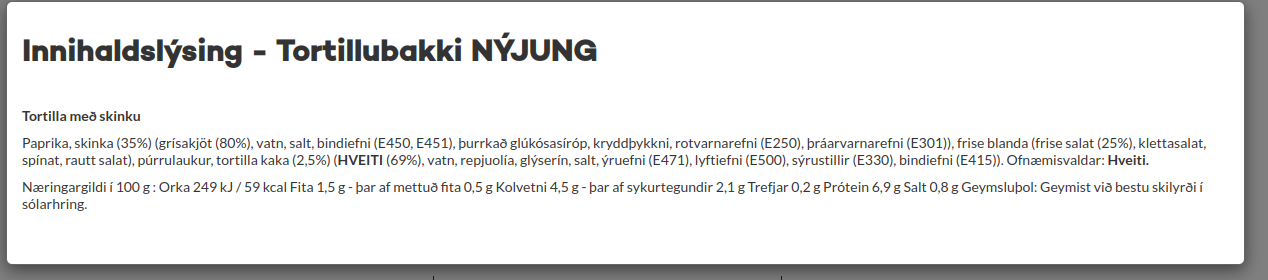 Innihaldslýsing - Tortillubakki NÝJUNG
Tortilla með skinku
Paprika, skinka (35%) (grísakjöt (80%), vatn, salt, bindiefni (E450, E451), þurrkað glúkósasíróp, kryddþykkni, rotvarnarefni (E250), þráarvarnarefni (E301)), frise blanda (frise salat (25%), klettasalat,
spínat, rautt salat), púrrulaukur, tortilla kaka (2,5%) (HVEITI (69%), vatn, repjuolía, glýserín, salt, ýruefni (E471), lyftiefni (E500), sýrustillir (E330), bindiefni (E415)). Ofnæmisvaldar: Hveiti.
Næringargildi í 100 g : Orka 249 kJ / 59 kcal Fita 1,5 g - þar af mettuð fita 0,5 g Kolvetni 4,5 g - þar af sykurtegundir 2,1 g Trefjar 0,2 g Prótein 6,9 g Salt 0,8 g Geymsluþol: Geymist við bestu skilyrði í
sólarhring.